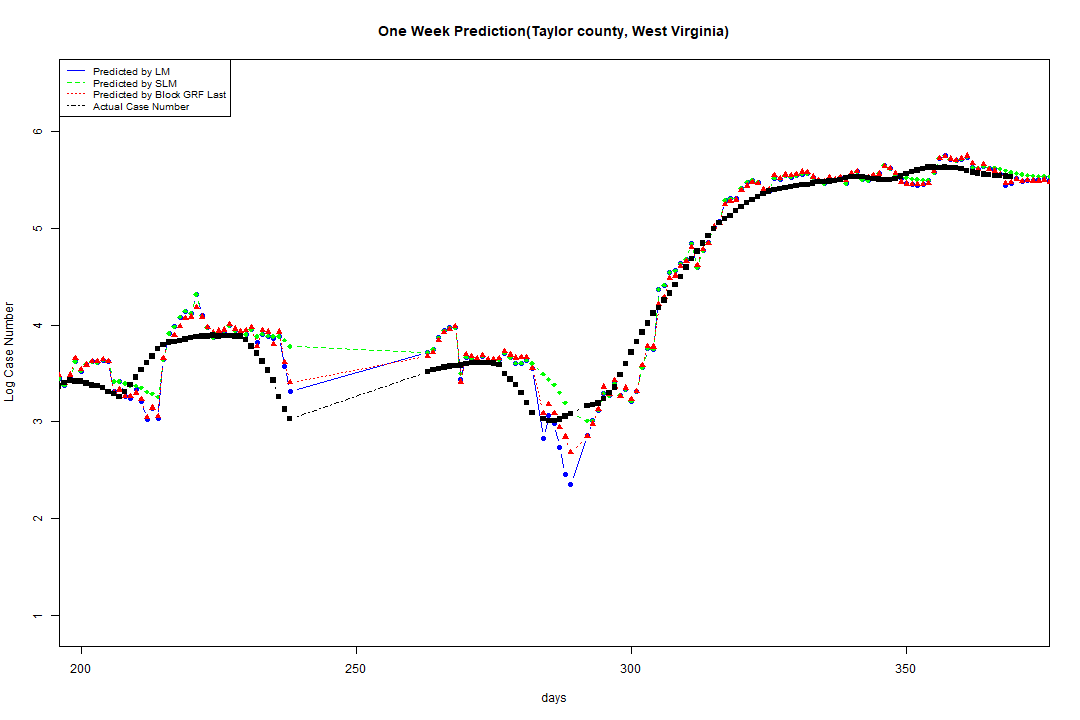 One Week Prediction(Taylor county, West Virginia)
Predicted by LM
Predicted by SLM
Predicted by Block GRF Last
Actual Case Number
6
5
4
3
2
1
Log Case Number
200
250
300
350
days